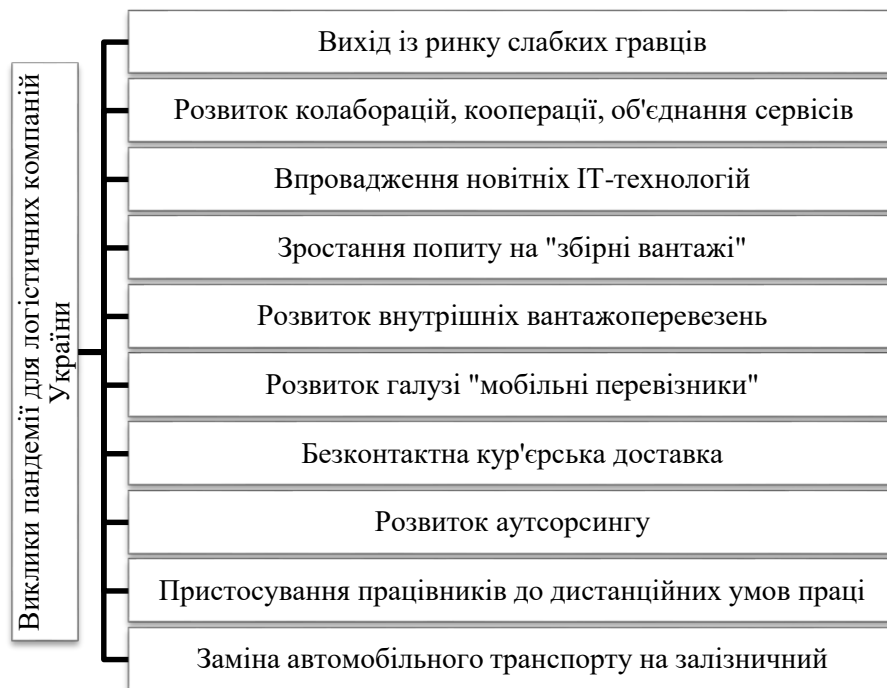 Виклики пандемії для логістичних компаній
України
Вихід із ринку слабких гравців
Розвиток колаборацій, кооперації, об'єднання сервісів
Впровадження новітніх ІТ-технологій
Зростання попиту на "збірні вантажі"
Розвиток внутрішніх вантажоперевезень
Розвиток галузі "мобільні перевізники"
Безконтактна кур'єрська доставка
Розвиток аутсорсингу
Пристосування працівників до дистанційних умов праці
Заміна автомобільного транспорту на залізничний